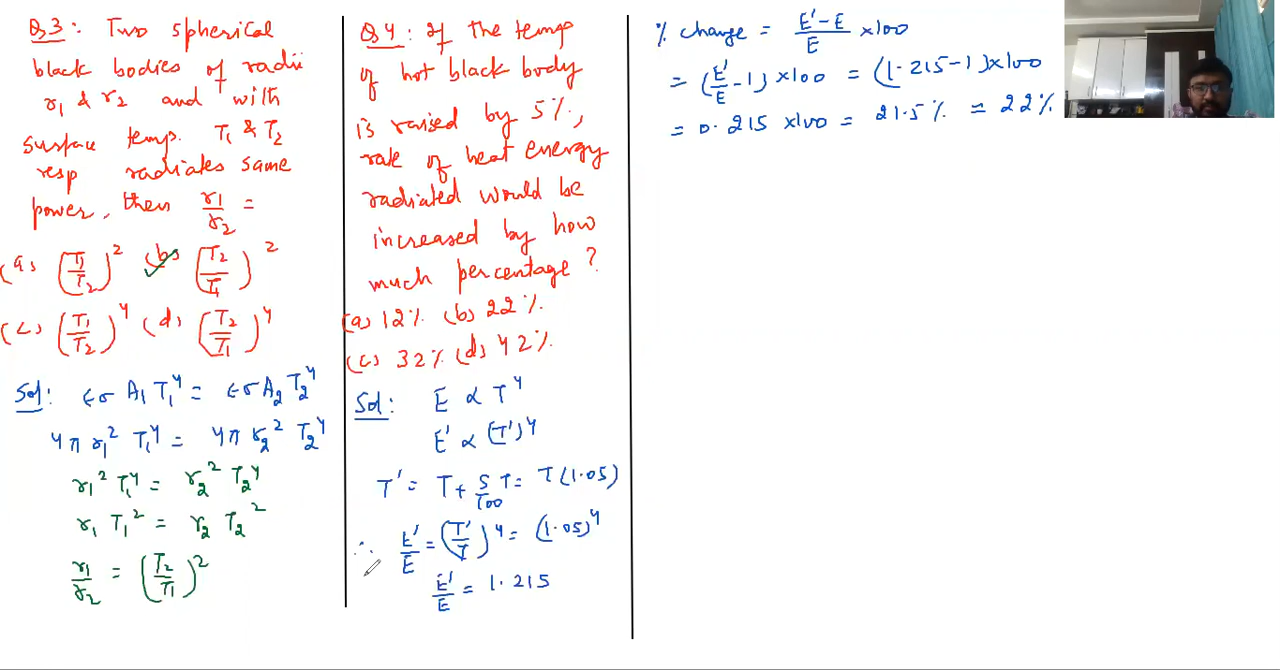 Q.3: Two spherical
black bodies of radii
r1 & r2 and with
surface temp. T1 & T2
resp radiates same
power, then r1/r2 =
(a) (T1/T2)^2 (b) (T2/T1)^2
(c) (T1/T2)^4 (d) (T2/T1)^4
Sol: ϵσ A1 T1^4 = ϵσ A2 T2^4
4π r1^2 T1^4 = 4π r2^2 T2^4
r1^2 T1^4 = r2^2 T2^4
r1 T1^2 = r2 T2^2
r1/r2 = (T2/T1)^2
Q.4: If the temp
of hot black body
is raised by 5%,
rate of heat energy
radiated would be
increased by how
much percentage?
(a) 12% (b) 22%.
(c) 32% (d) 42%.
Sol: E ∝ T^4
E' ∝ (T')^4
T' = T + 5/100 T = T(1.05)
∴ E'/E = (T'/T)^4 = (1.05)^4
E'/E = 1.215
% change = E'-E/E ×100
= (E'/E -1) ×100 = (1.215-1)×100
= 0.215 ×100 = 21.5% = 22%